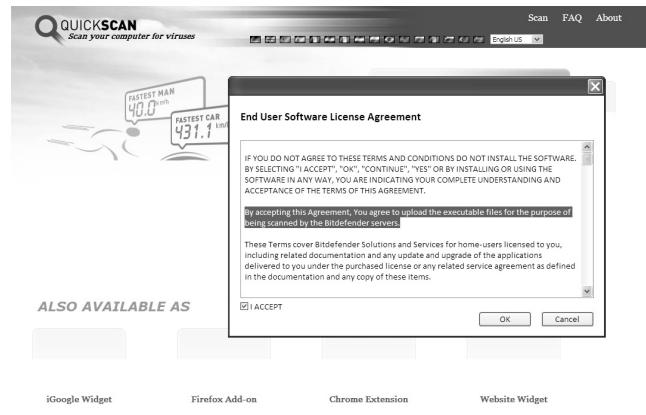 QUICKSCAN
Scan your computer for viruses
Scan FAQ About
English US
FASTEST MAN
40.0 km/h
FASTEST CAR
431.1 km/
End User Software License Agreement
IF YOU DO NOT AGREE TO THESE TERMS AND CONDITIONS DO NOT INSTALL THE SOFTWARE.
BY SELECTING "I ACCEPT", "OK", "CONTINUE", "YES" OR BY INSTALLING OR USING THE
SOFTWARE IN ANY WAY, YOU ARE INDICATING YOUR COMPLETE UNDERSTANDING AND
ACCEPTANCE OF THE TERMS OF THIS AGREEMENT.
By accepting this Agreement, You agree to upload the executable files for the purpose of
being scanned by the Bitdefender servers.
These Terms cover Bitdefender Solutions and Services for home-users licensed to you,
including related documentation and any update and upgrade of the applications
delivered to you under the purchased license or any related service agreement as defined
in the documentation and any copy of these items.
I ACCEPT
OK Cancel
ALSO AVAILABLE AS
iGoogle Widget Firefox Add-on Chrome Extension Website Widget